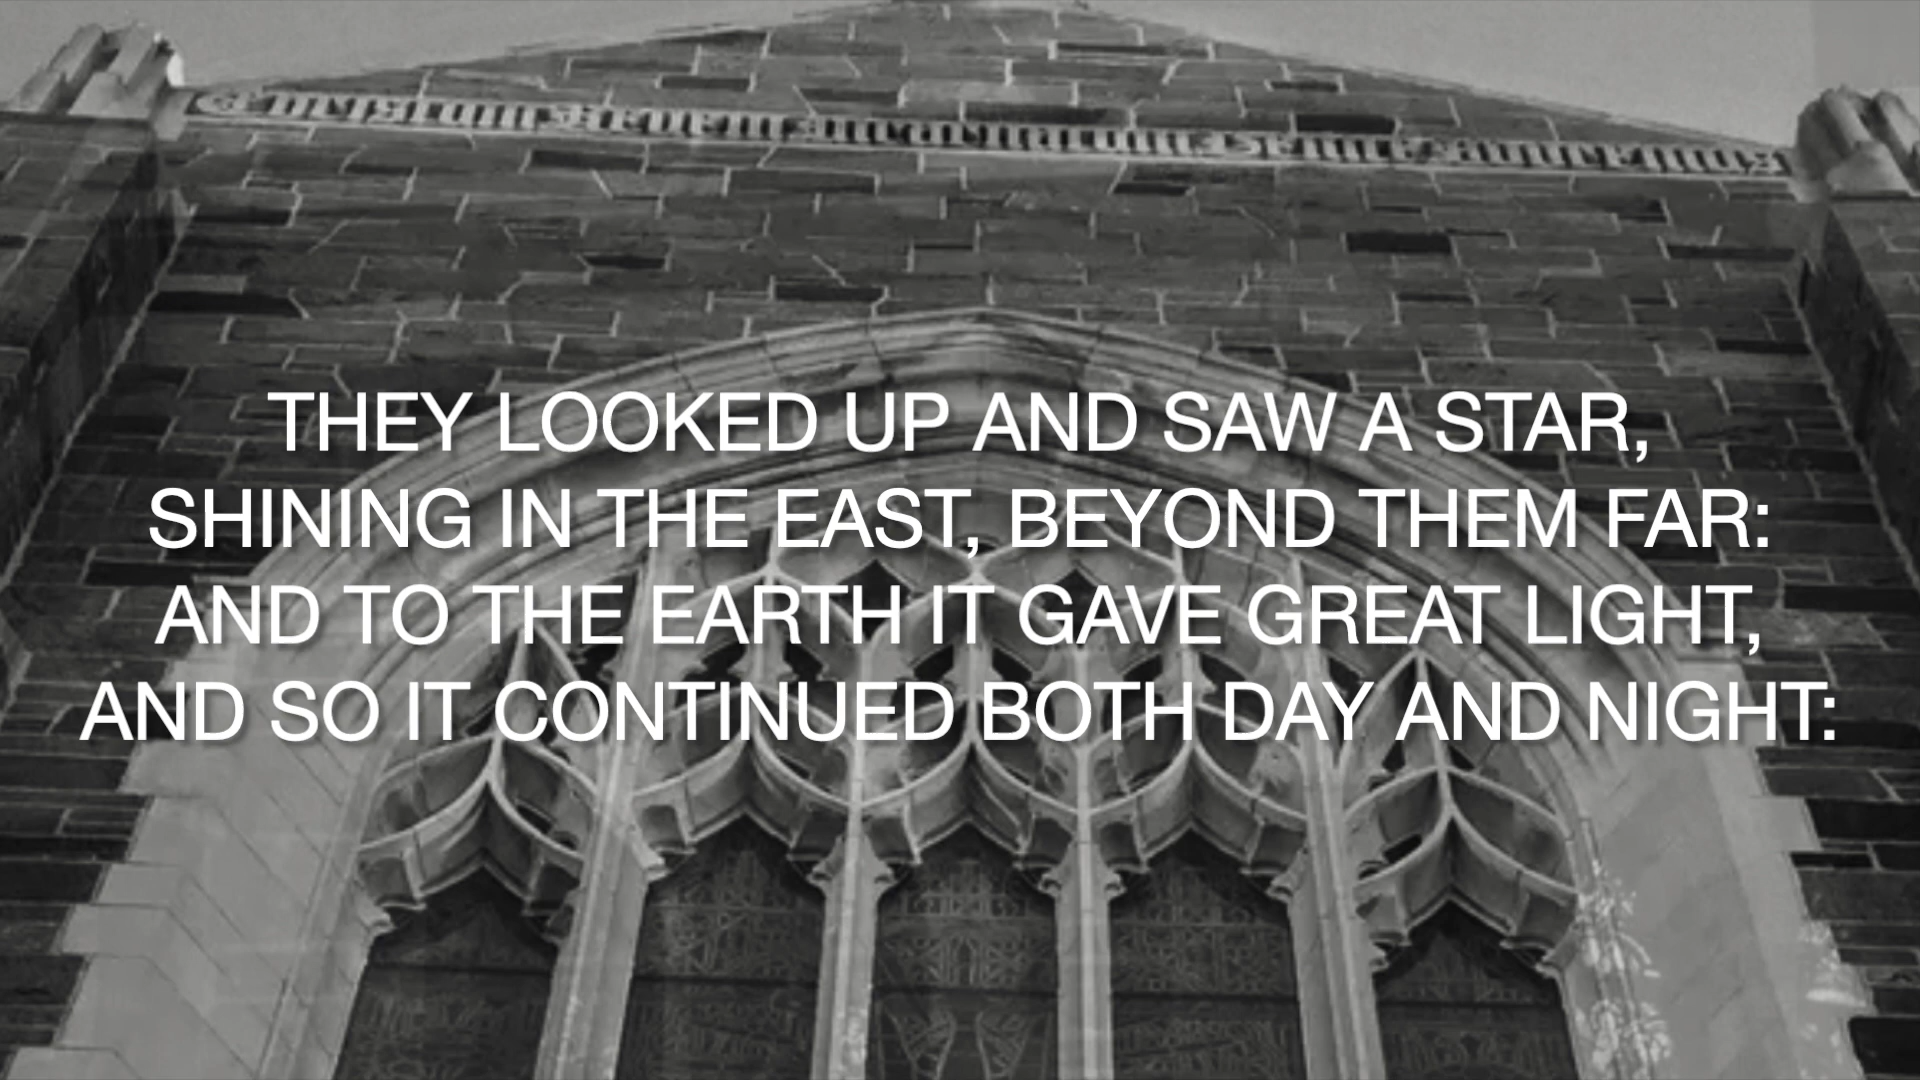 THEY LOOKED UP AND SAW A STAR,
SHINING IN THE EAST, BEYOND THEM FAR:
AND TO THE EARTH IT GAVE GREAT LIGHT,
AND SO IT CONTINUED BOTH DAY AND NIGHT: